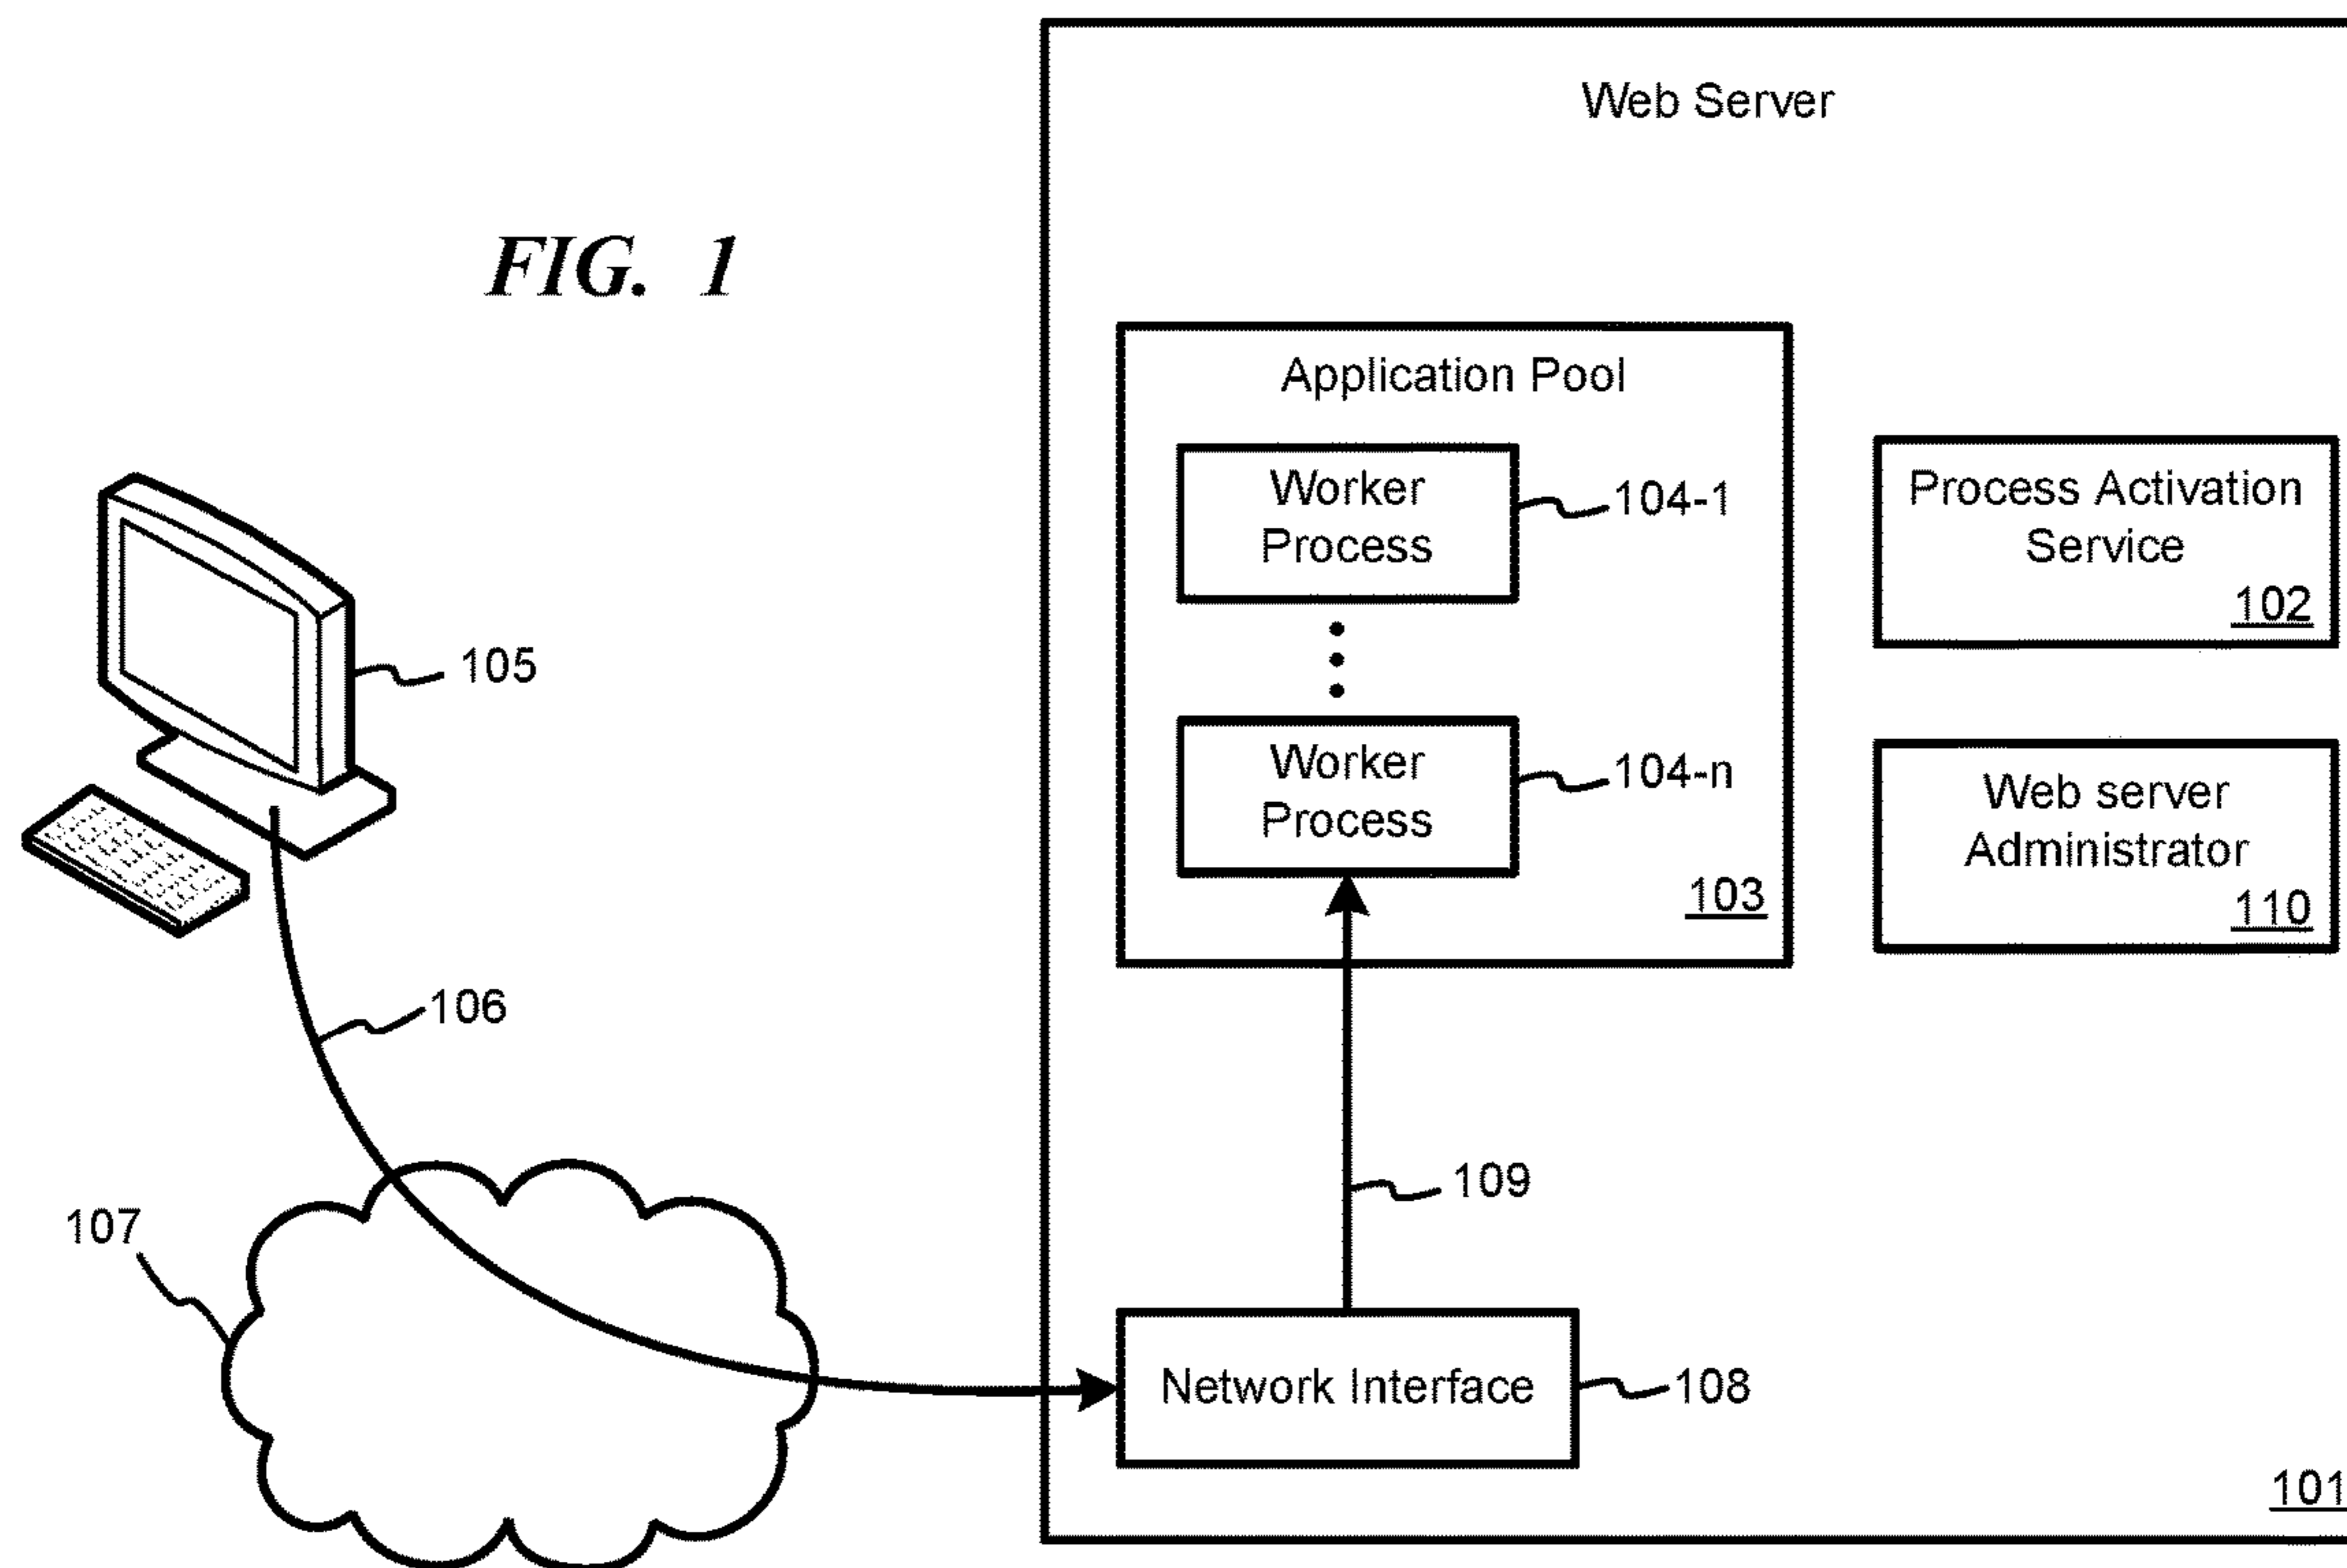 Web Server
FIG. 1
Application Pool
Worker
Process
104-1
Process Activation
Service
102
105
Worker
Process
104-n
Web server
Administrator
103
110
106
109
107
Network Interface
108
101